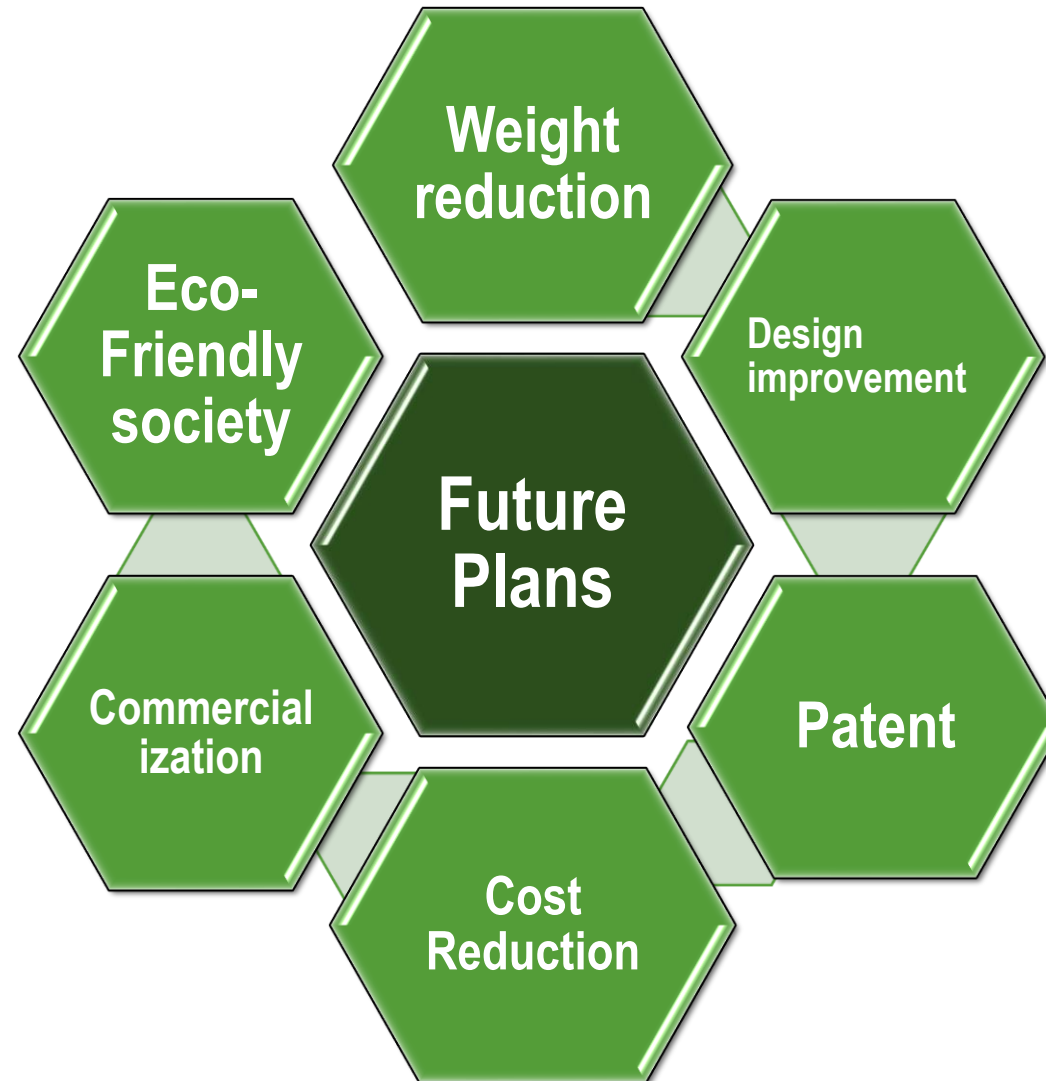 Weight
reduction
Design
improvement
Patent
Cost
Reduction
Commercial
ization
Eco-
Friendly
society
Future
Plans